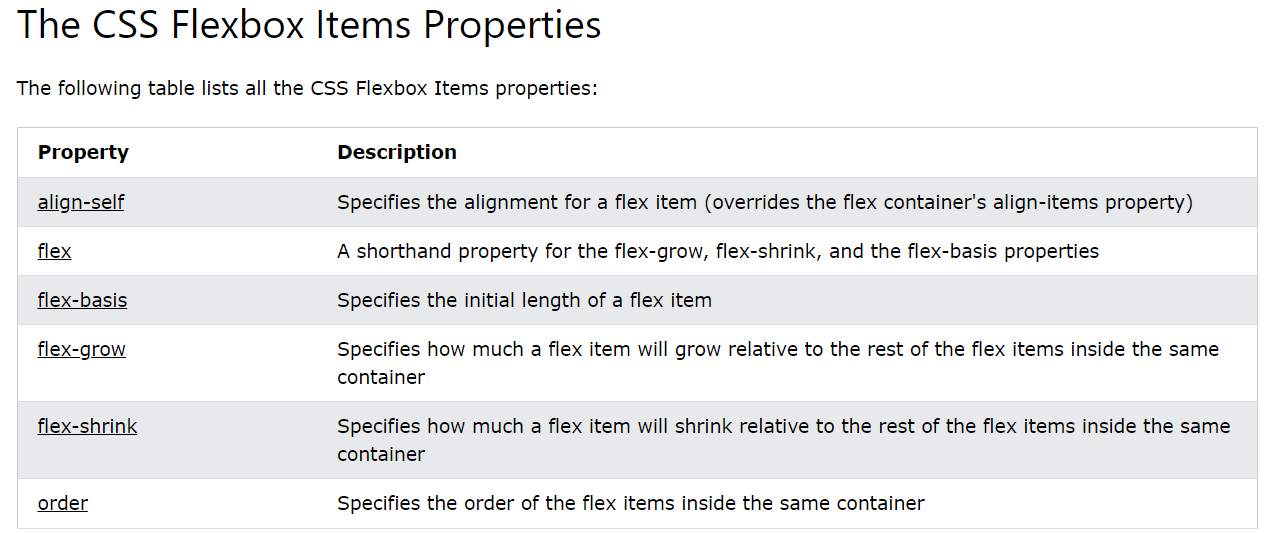 The CSS Flexbox Items Properties
The following table lists all the CSS Flexbox Items properties:
Property Description
align-self Specifies the alignment for a flex item (overrides the flex container's align-items property)
flex A shorthand property for the flex-grow, flex-shrink, and the flex-basis properties
flex-basis Specifies the initial length of a flex item
flex-grow Specifies how much a flex item will grow relative to the rest of the flex items inside the same
container
flex-shrink Specifies how much a flex item will shrink relative to the rest of the flex items inside the same
container
order Specifies the order of the flex items inside the same container